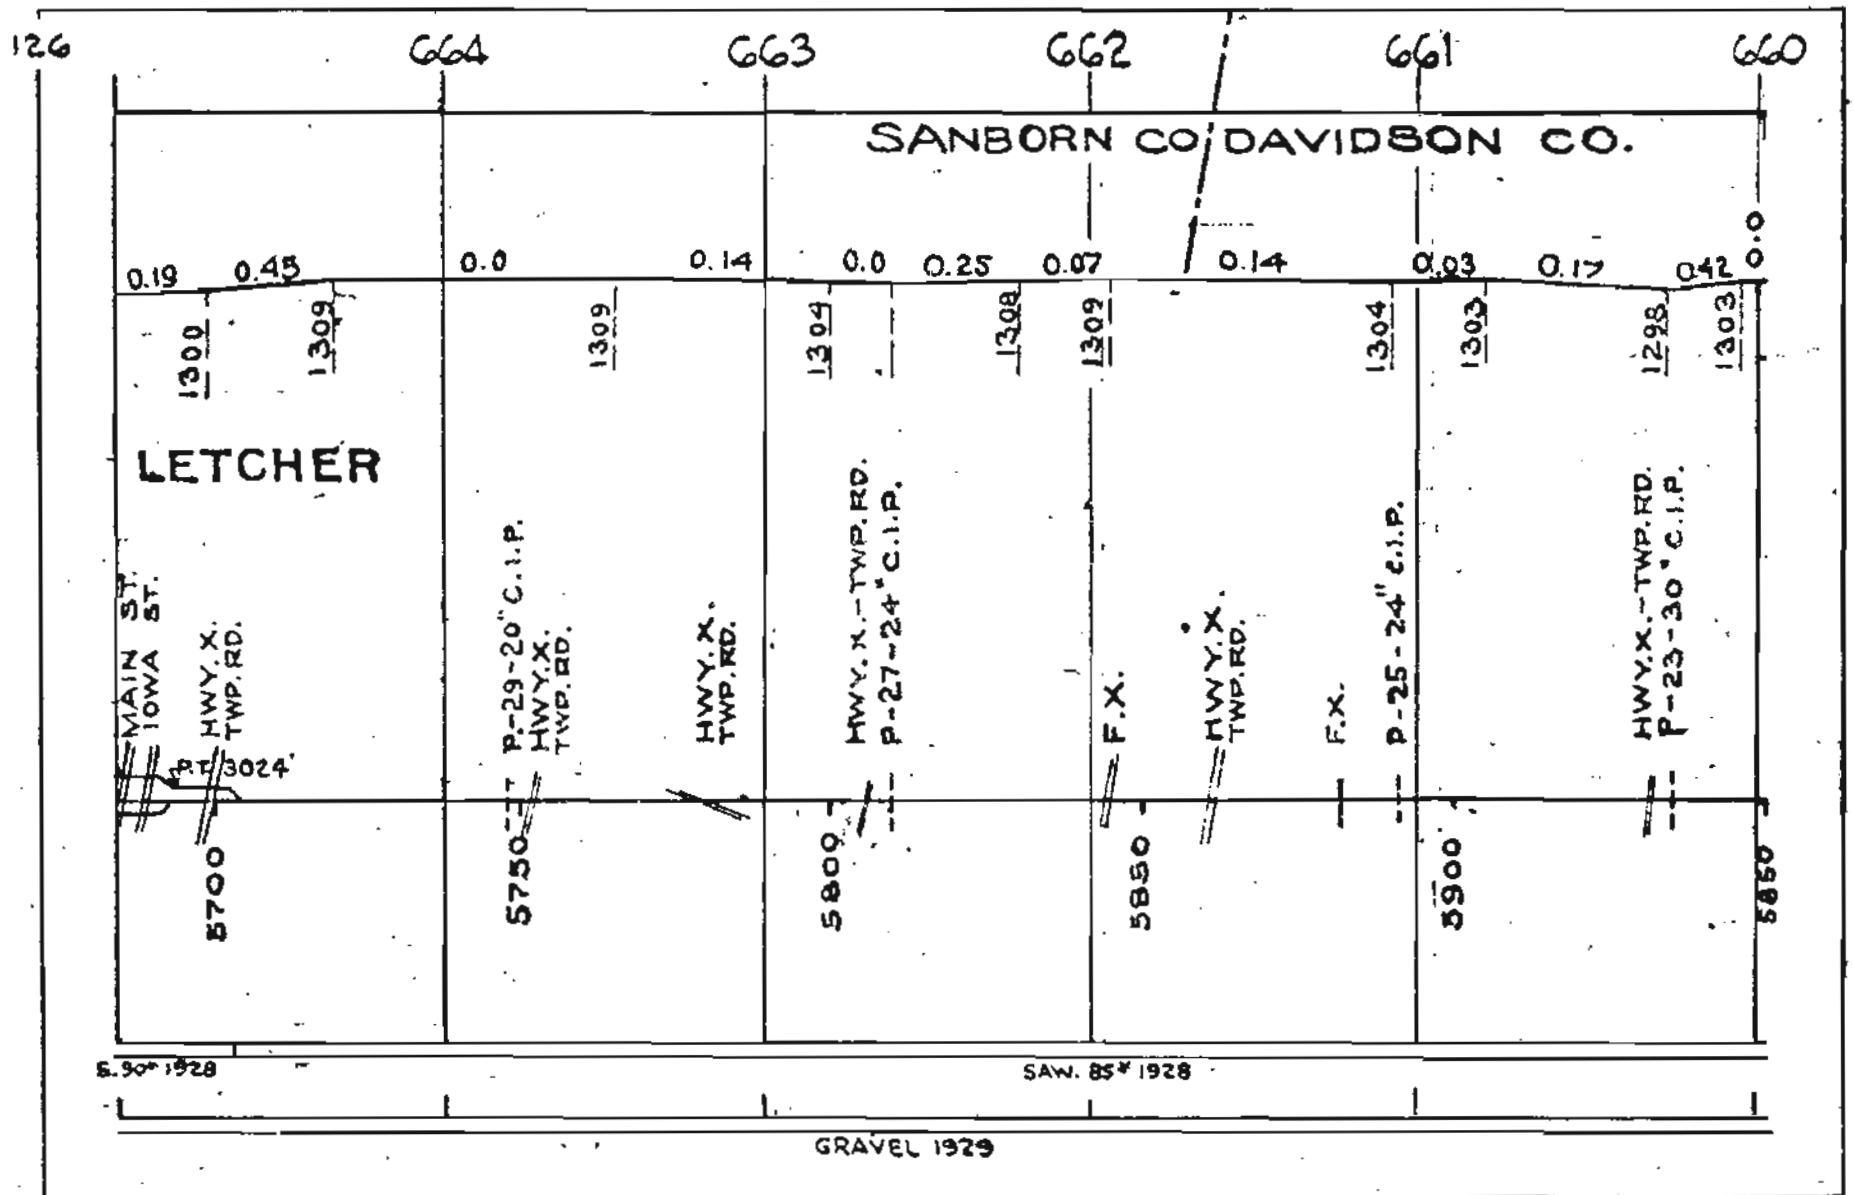 126
664
663
662
661
660
SANBORN CO DAVIDSON CO.
0.19
0.45
0.0
0.14
0.0
0.25
0.07
0.14
0.03
0.17
0.42
0.0
1300
1309
1309
1304
1308
1309
1304
1303
1298
1303
LETCHER
MAIN ST.
IOWA ST.
HWY.X.
TWP.RD.
P-29-20"C.I.P.
HWY.X.
TWP.RD.
HWY.X.
TWP.RD.
HWY.X.-TWP.RD.
P-27-24"C.I.P.
F.X.
HWY.X.
TWP.RD.
F.X.
P-25-24"C.I.P.
HWY.X.-TWP.RD.
P-23-30"C.I.P.
P.T. 3024'
5700
5750
5800
5850
5900
5850
S.90# 1928
SAW. 85# 1928
GRAVEL 1929